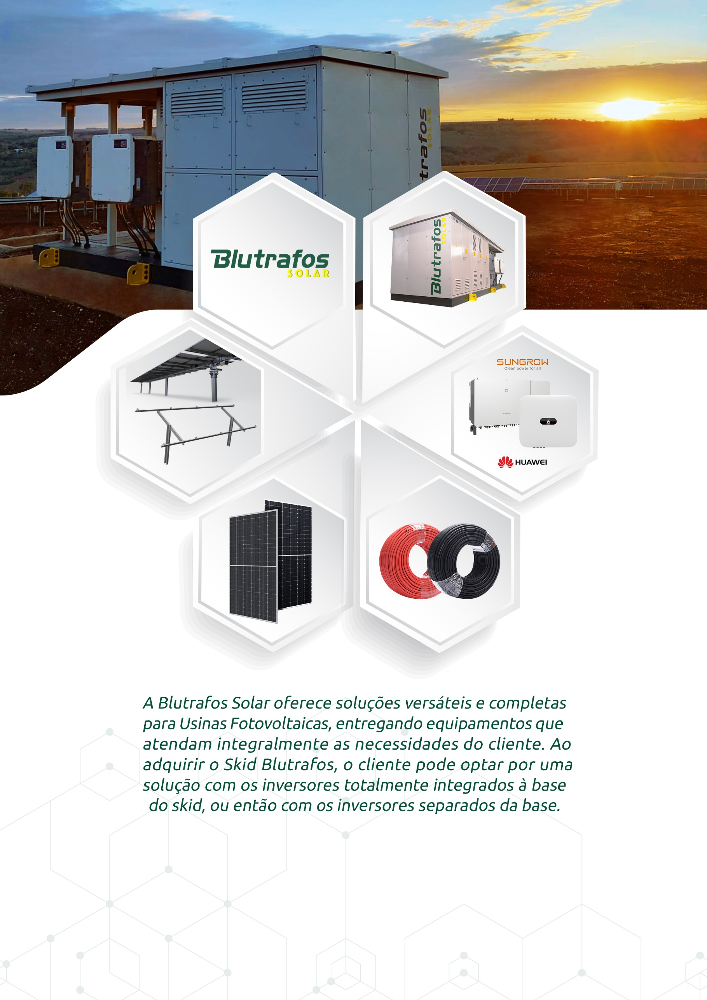 trafos
SOLAR
Blutrafos
SOLAR
Blutrafos
SOLAR
SUNGROW
Clean power for all
HUAWEI
A Blutrafos Solar oferece soluções versáteis e completas
para Usinas Fotovoltaicas, entregando equipamentos que
atendam integralmente as necessidades do cliente. Ao
adquirir o Skid Blutrafos, o cliente pode optar por uma
solução com os inversores totalmente integrados à base
do skid, ou então com os inversores separados da base.